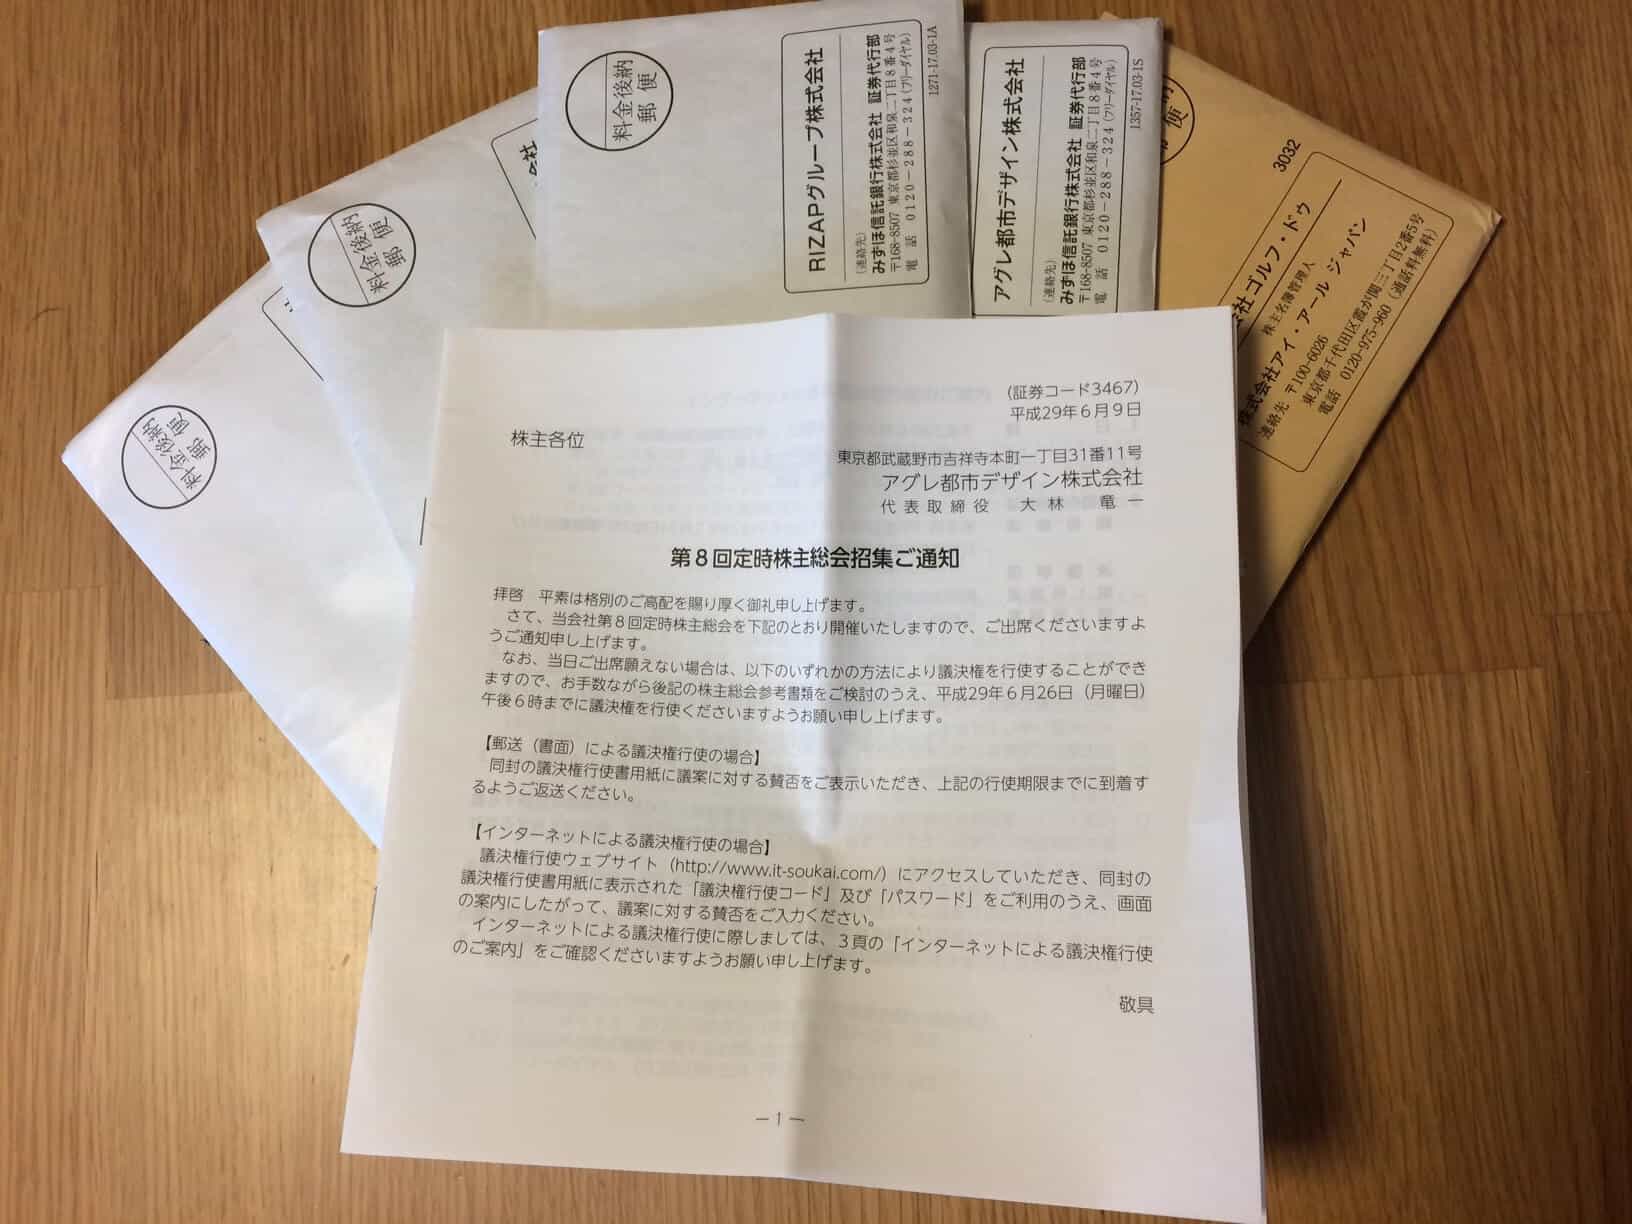 料金後納
郵便
料金後納
郵便
会社
料金後納
郵便
RIZAPグループ株式会社
(連絡先)
みずほ信託銀行株式会社 証券代行部
〒168-8507 東京都杉並区和泉二丁目8番4号
電話 0120-288-324(フリーダイヤル)
1271-17.03-1A
アグレ都市デザイン株式会社
(連絡先)
みずほ信託銀行株式会社 証券代行部
〒168-8507 東京都杉並区和泉二丁目8番4号
電話 0120-288-324(フリーダイヤル)
1357-17.03-1S
便
3032
会社ゴルフ・ドゥ
株主名簿管理人
株式会社アイ・アール ジャパン
連絡先 〒100-6026
東京都千代田区霞が関三丁目2番5号
電話 0120-975-960(通話料無料)
(証券コード3467)
平成29年6月9日
株主各位
東京都武蔵野市吉祥寺本町一丁目31番11号
アグレ都市デザイン株式会社
代表取締役 大林 竜一
第8回定時株主総会招集ご通知
拝啓 平素は格別のご高配を賜り厚く御礼申し上げます。
さて、当会社第8回定時株主総会を下記のとおり開催いたしますので、ご出席くださいますよ
うご通知申し上げます。
なお、当日ご出席願えない場合は、以下のいずれかの方法により議決権を行使することができ
ますので、お手数ながら後記の株主総会参考書類をご検討のうえ、平成29年6月26日(月曜日)
午後6時までに議決権を行使くださいますようお願い申し上げます。
【郵送(書面)による議決権行使の場合】
同封の議決権行使書用紙に議案に対する賛否をご表示いただき、上記の行使期限までに到着す
るようご返送ください。
【インターネットによる議決権行使の場合】
議決権行使ウェブサイト(http://www.it-soukai.com/)にアクセスしていただき、同封の
議決権行使書用紙に表示された「議決権行使コード」及び「パスワード」をご利用のうえ、画面
の案内にしたがって、議案に対する賛否をご入力ください。
インターネットによる議決権行使に際しましては、3頁の「インターネットによる議決権行使
のご案内」をご確認くださいますようお願い申し上げます。
敬具
－1－